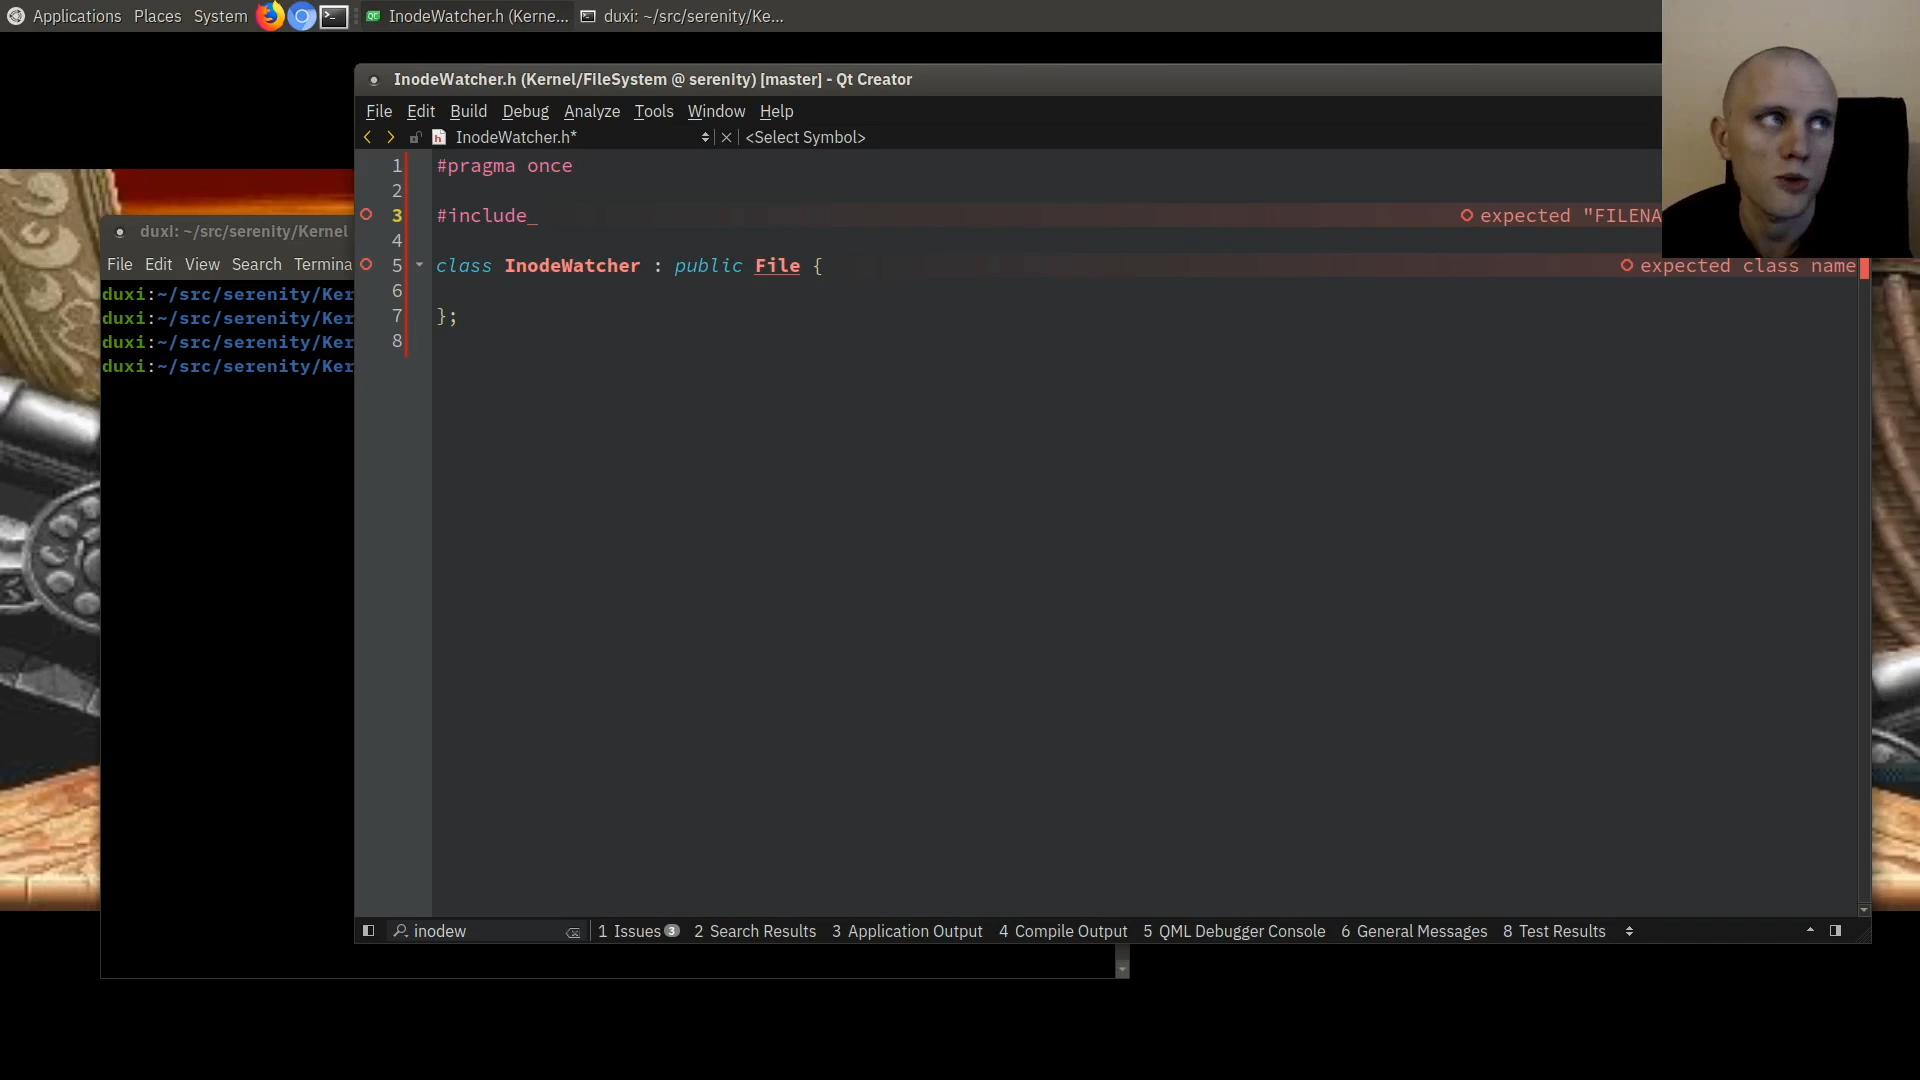 Applications Places System InodeWatcher.h (Kerne... duxi: ~/src/serenity/Ke...
InodeWatcher.h (Kernel/FileSystem @ serenity) [master] - Qt Creator
File Edit Build Debug Analyze Tools Window Help
InodeWatcher.h* <Select Symbol>
1 #pragma once
2
3 #include_ expected "FILENA
4
5 class InodeWatcher : public File { expected class name
6
7 };
8
duxi: ~/src/serenity/Kernel
File Edit View Search Termina
duxi:~/src/serenity/Ker
duxi:~/src/serenity/Ker
duxi:~/src/serenity/Ker
duxi:~/src/serenity/Ker
inodew 1 Issues 3 2 Search Results 3 Application Output 4 Compile Output 5 QML Debugger Console 6 General Messages 8 Test Results